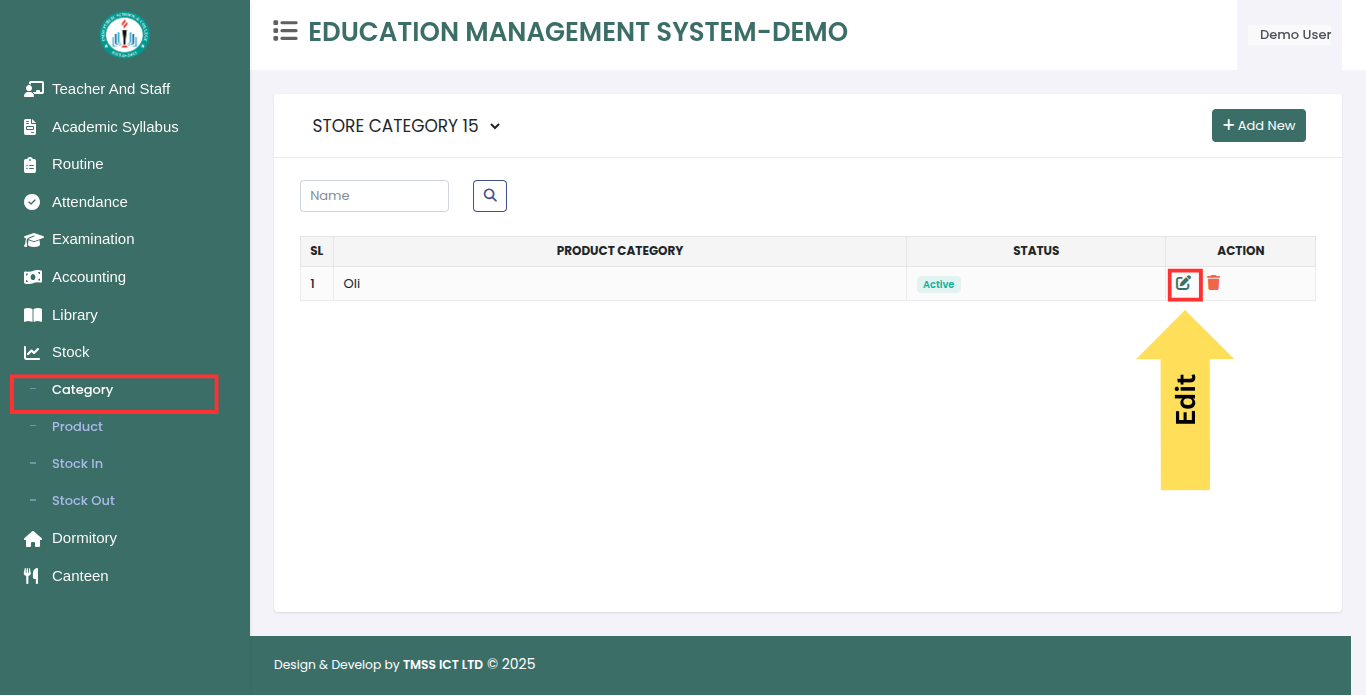 EDUCATION MANAGEMENT SYSTEM-DEMO
Demo User
Teacher And Staff
Academic Syllabus
Routine
Attendance
Examination
Accounting
Library
Stock
Category
Product
Stock In
Stock Out
Dormitory
Canteen
STORE CATEGORY 15
+ Add New
Name
SL PRODUCT CATEGORY STATUS ACTION
1 Oli Active
Edit
Design & Develop by TMSS ICT LTD © 2025